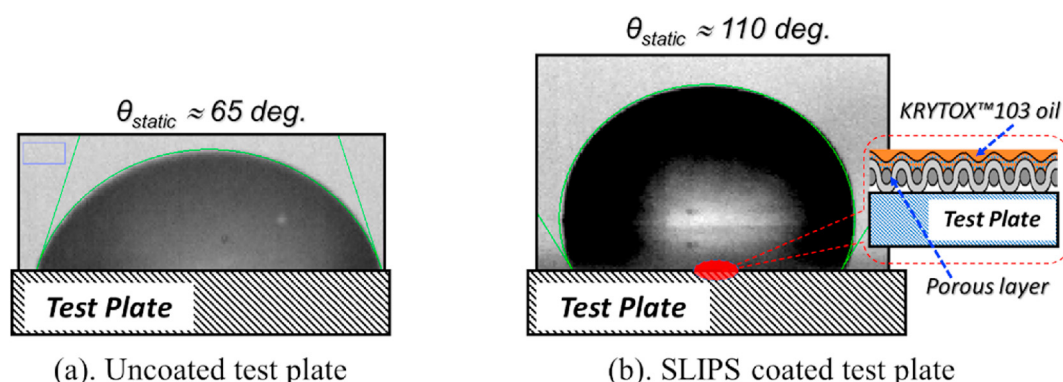 θstatic ≈ 65 deg.
Test Plate
(a). Uncoated test plate
θstatic ≈ 110 deg.
KRYTOX™103 oil
Test Plate
Porous layer
Test Plate
(b). SLIPS coated test plate